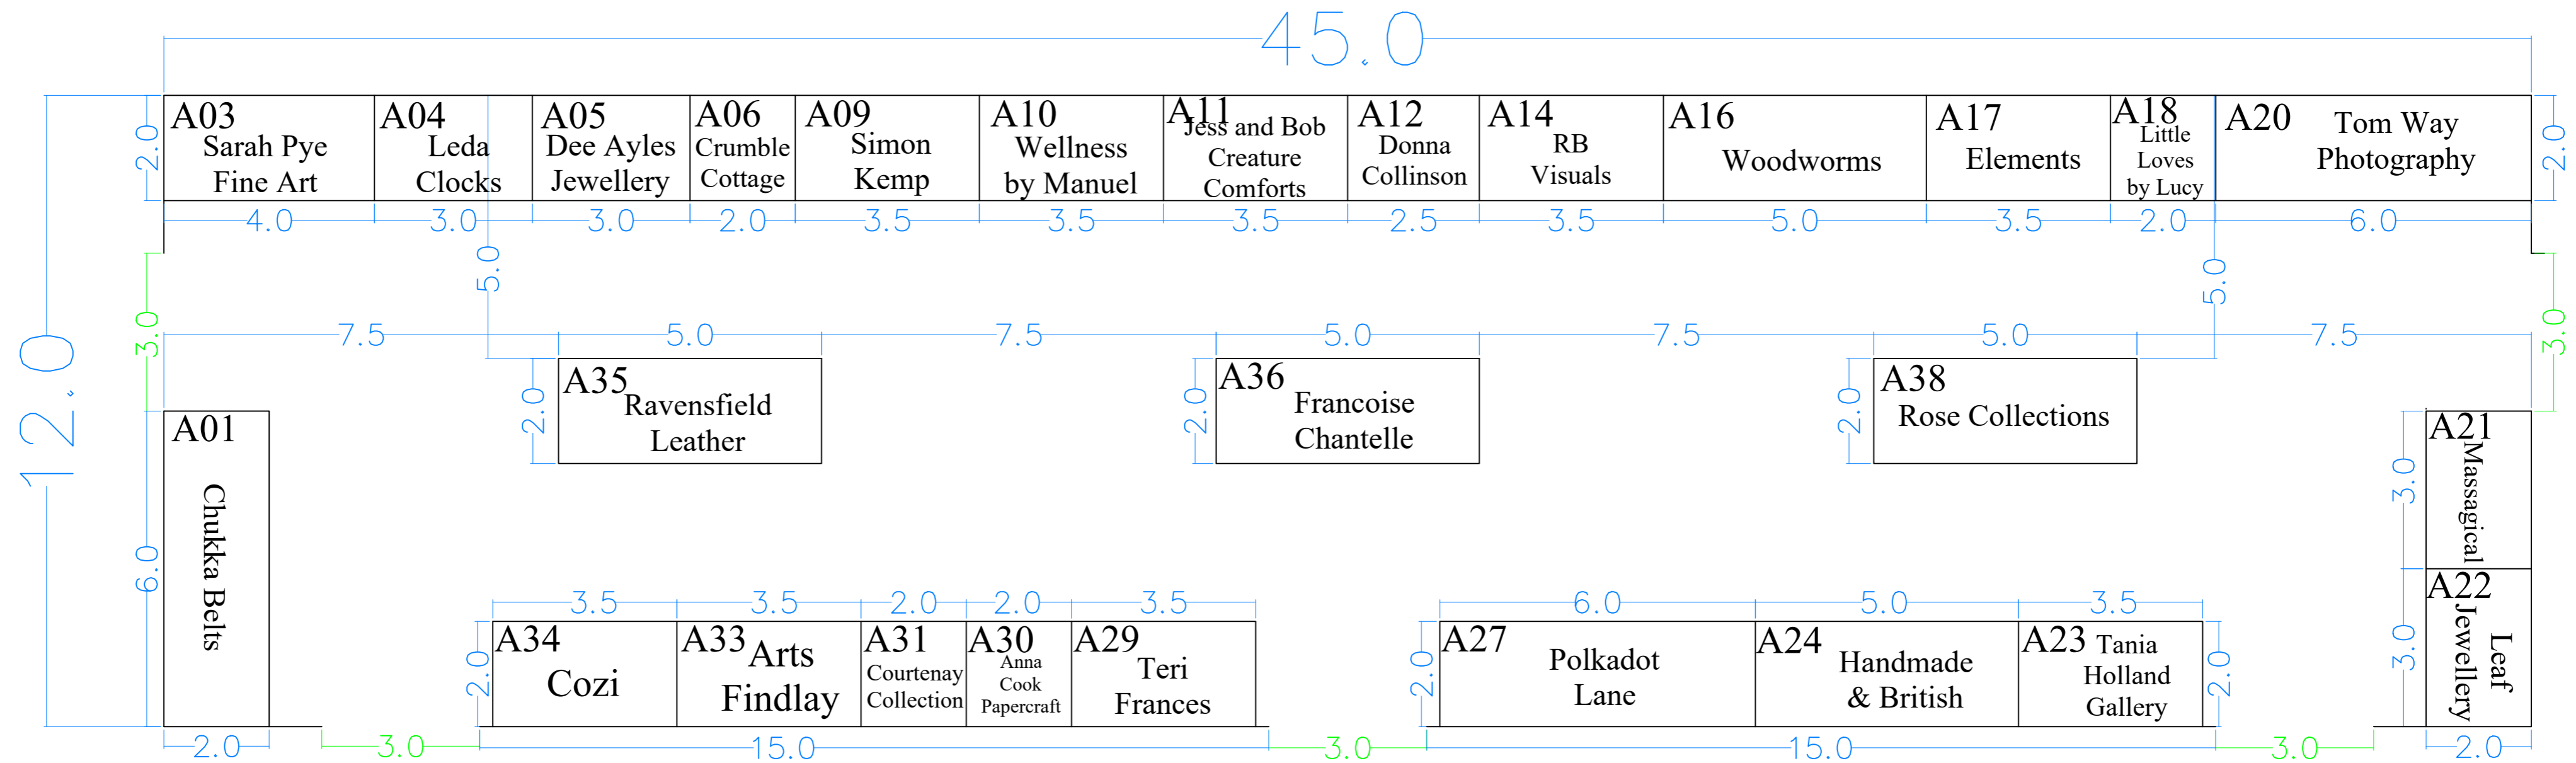 45.0
A03
Sarah Pye
Fine Art
A04
Leda
Clocks
A05
Dee Ayles
Jewellery
A06
Crumble
Cottage
A09
Simon
Kemp
A10
Wellness
by Manuel
A11
Jess and Bob
Creature
Comforts
A12
Donna
Collinson
A14
RB
Visuals
A16
Woodworms
A17
Elements
A18
Little
Loves
by Lucy
A20
Tom Way
Photography
2.0
2.0
4.0
3.0
3.0
2.0
3.5
3.5
3.5
2.5
3.5
5.0
3.5
2.0
6.0
5.0
5.0
12.0
3.0
3.0
7.5
5.0
7.5
5.0
7.5
5.0
7.5
2.0
A35
Ravensfield
Leather
2.0
A36
Francoise
Chantelle
2.0
A38
Rose Collections
A01
Chukka Belts
6.0
A21
Massagical
3.0
A22
Leaf
Jewellery
3.0
3.5
3.5
2.0
2.0
3.5
6.0
5.0
3.5
2.0
A34
Cozi
A33
Arts
Findlay
A31
Courtenay
Collection
A30
Anna
Cook
Papercraft
A29
Teri
Frances
2.0
A27
Polkadot
Lane
A24
Handmade
& British
A23
Tania
Holland
Gallery
2.0
2.0
3.0
15.0
3.0
15.0
3.0
2.0